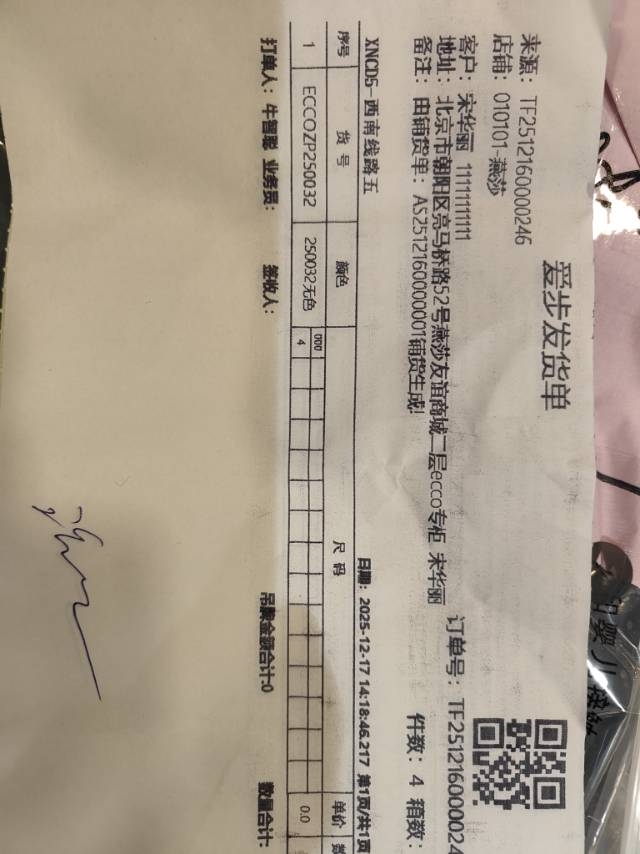 爱步发货单
来源：TF25121600000246
店铺：010101-燕莎
订单号：TF2512160000024
客户：宋华丽 11111111111
地址：北京市朝阳区亮马桥路52号燕莎友谊商城二层ecco专柜 宋华丽
备注：由铺货单：AS25121600000001铺货生成!
件数：4 箱数：
XNCD5-西南线路五
日期：2025-12-17 14:18:46.217 第1页/共1页
序号 货号 颜色 尺码 单价 数
000
1 ECCOZP250032 250032无色 4 0.0
打单人：牛智聪 业务员： 签收人： 吊牌金额合计:0 数量合计: